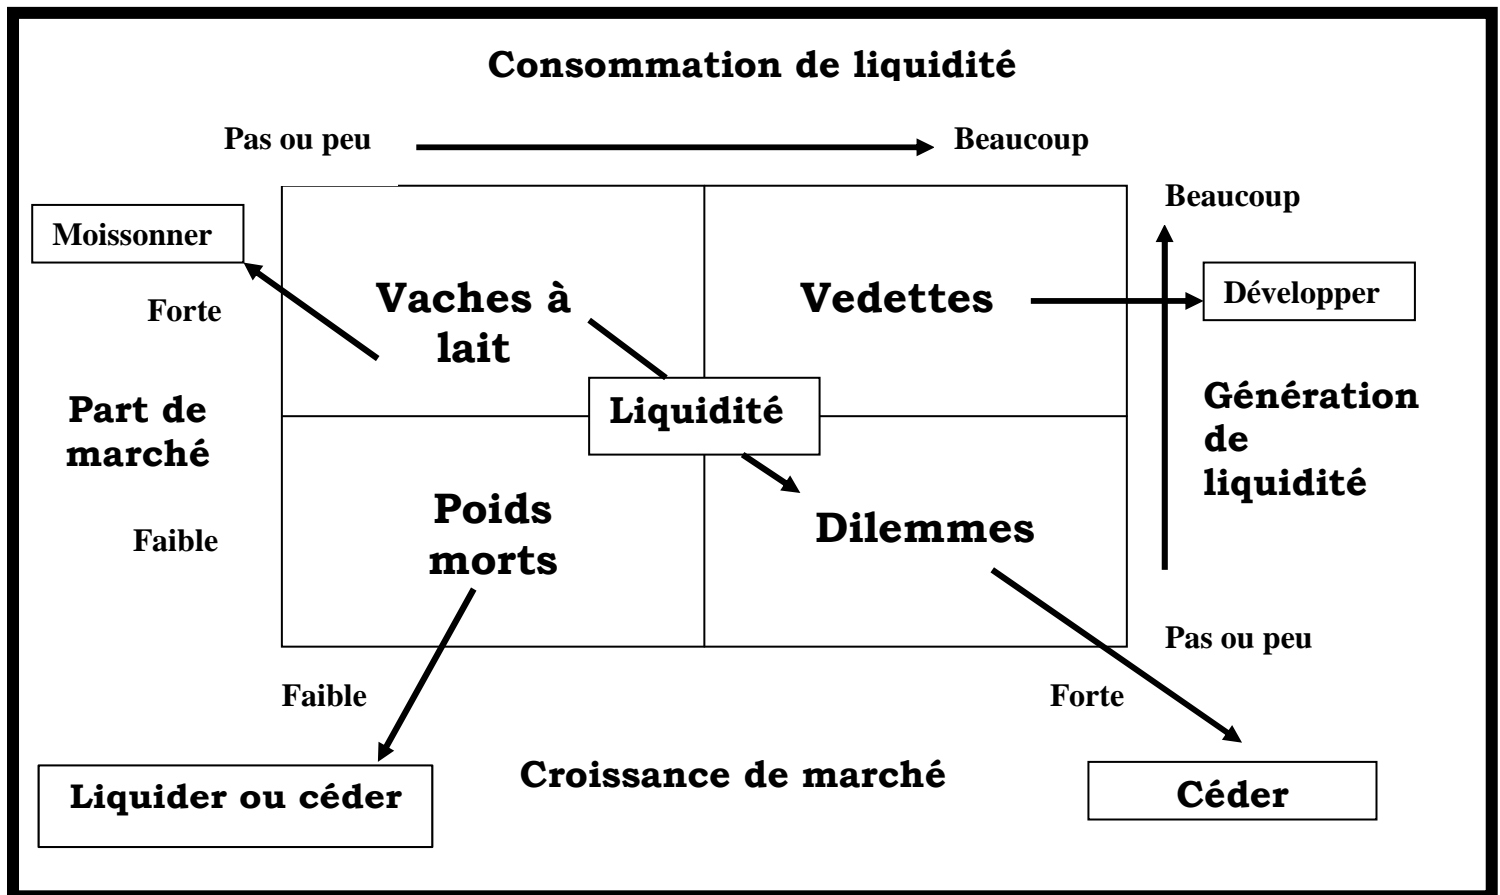 Consommation de liquidité
Pas ou peu
Beaucoup
Beaucoup
Moissonner
Forte
Vaches à
lait
Vedettes
Développer
Part de
marché
Liquidité
Génération
de
liquidité
Faible
Poids
morts
Dilemmes
Pas ou peu
Faible
Forte
Liquider ou céder
Croissance de marché
Céder